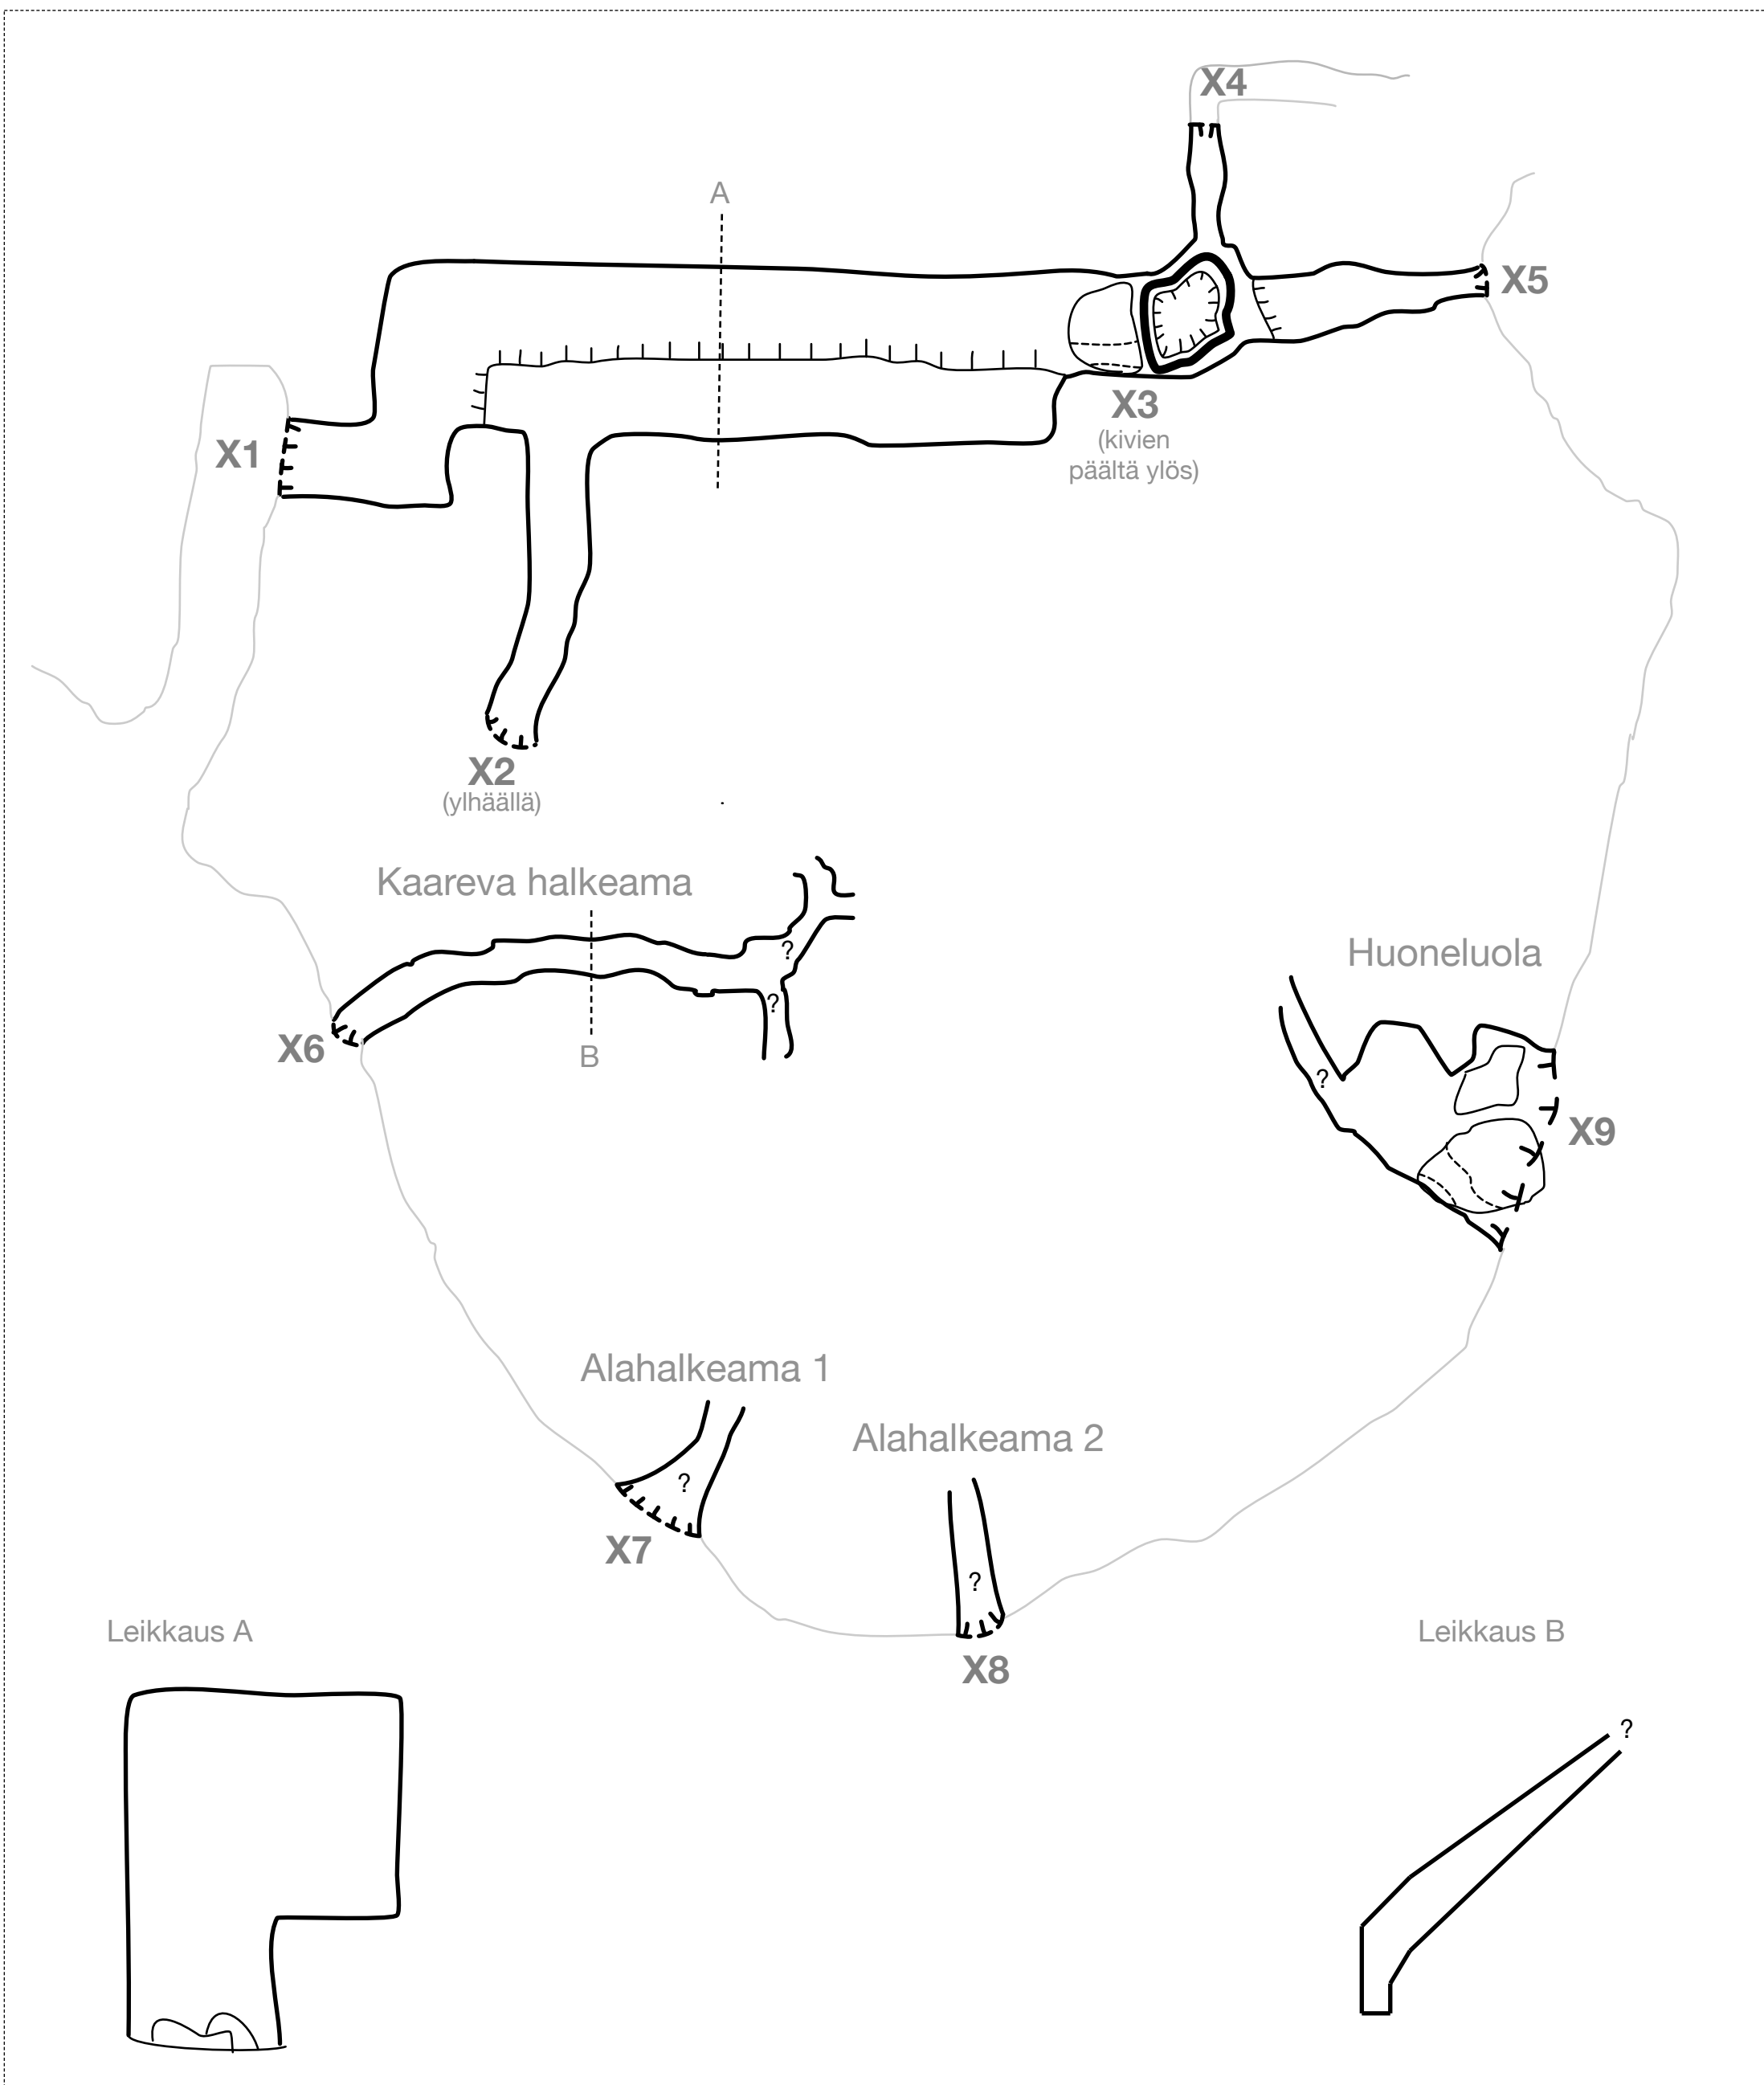 X4
A
X5
X3
(kivien
päältä ylös)
X1
X2
(ylhäällä)
Kaareva halkeama
?
?
X6
B
Huoneluola
?
X9
Alahalkeama 1
?
X7
Alahalkeama 2
?
X8
Leikkaus A
Leikkaus B
?